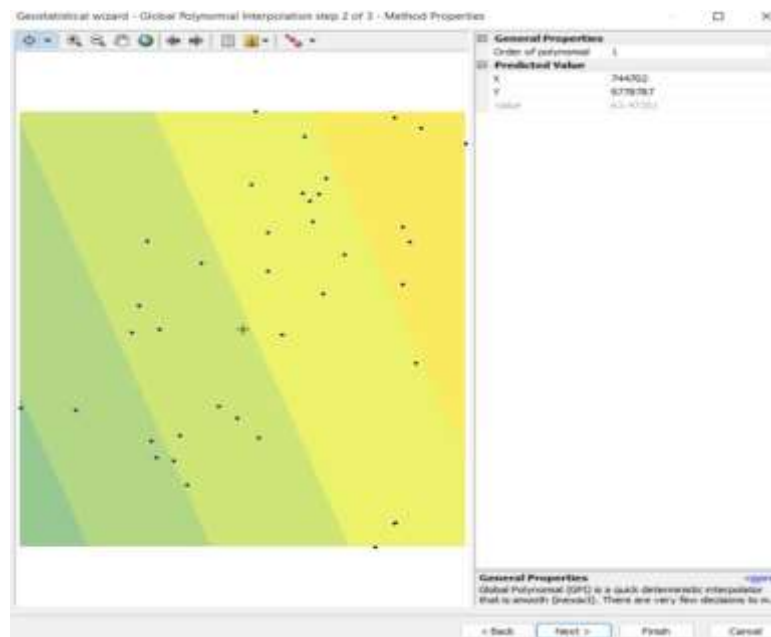 Geostatistical wizard - Global Polynomial Interpolation step 2 of 3 - Method Properties
General Properties
Order of polynomial 1
Predicted Value
X 744702
Y 9778787
Value
General Properties
Global Polynomial (GPI) is a quick deterministic interpolator
that is smooth (inexact). There are very few decisions to m...
< Back Next > Finish Cancel